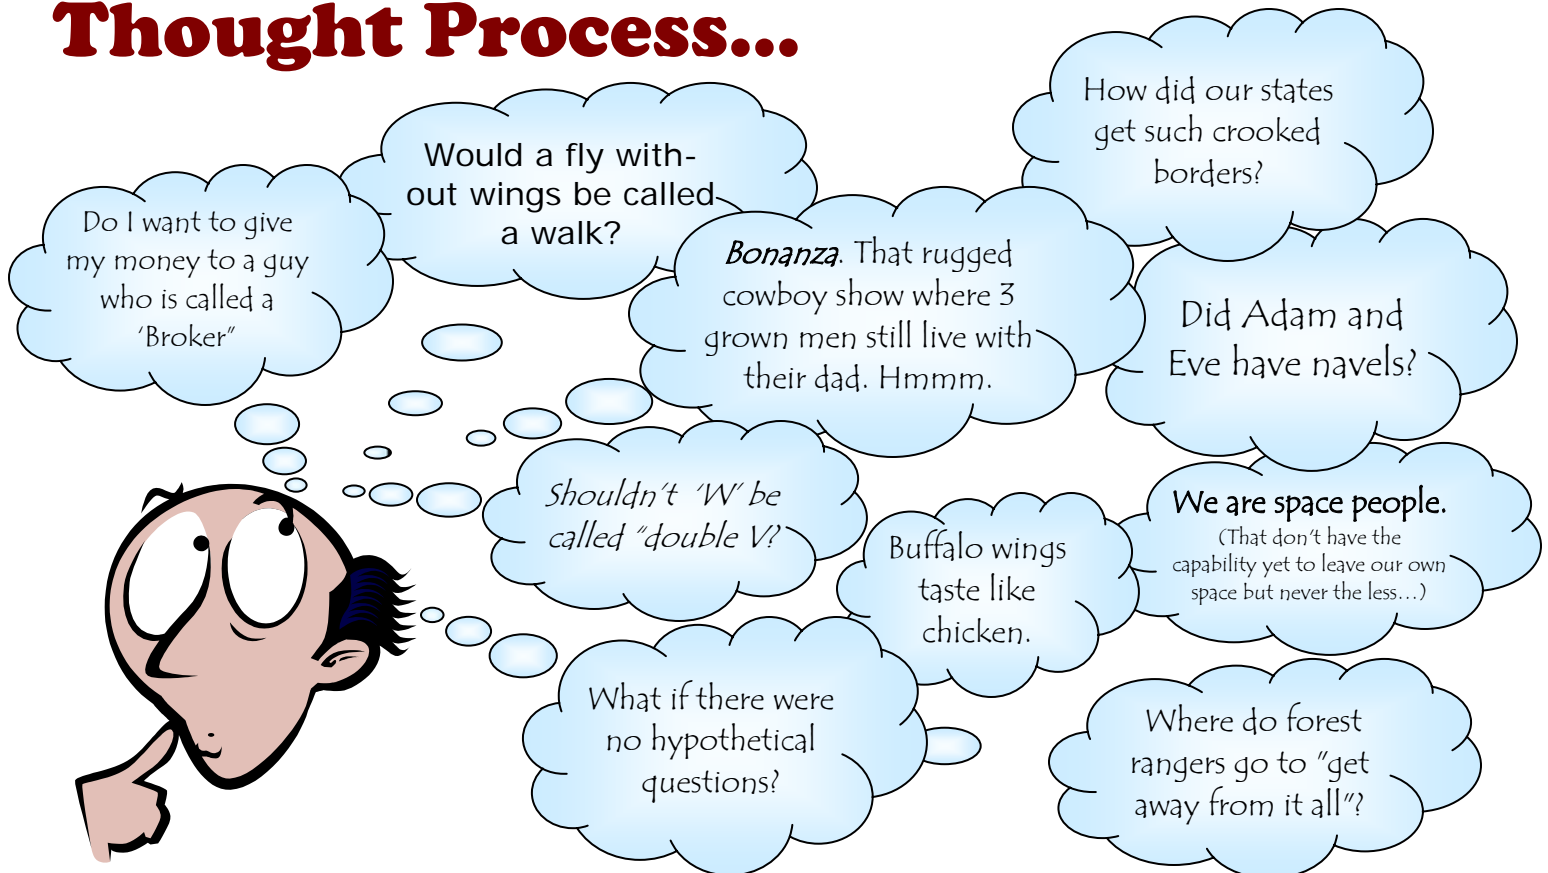 Thought Process...
Do I want to give
my money to a guy
who is called a
‘Broker”
Would a fly with-
out wings be called
a walk?
Bonanza. That rugged
cowboy show where 3
grown men still live with
their dad. Hmmm.
How did our states
get such crooked
borders?
Did Adam and
Eve have navels?
Shouldn't ‘W’ be
called “double V?
Buffalo wings
taste like
chicken.
We are space people.
(That don't have the
capability yet to leave our own
space but never the less...)
What if there were
no hypothetical
questions?
Where do forest
rangers go to "get
away from it all"?